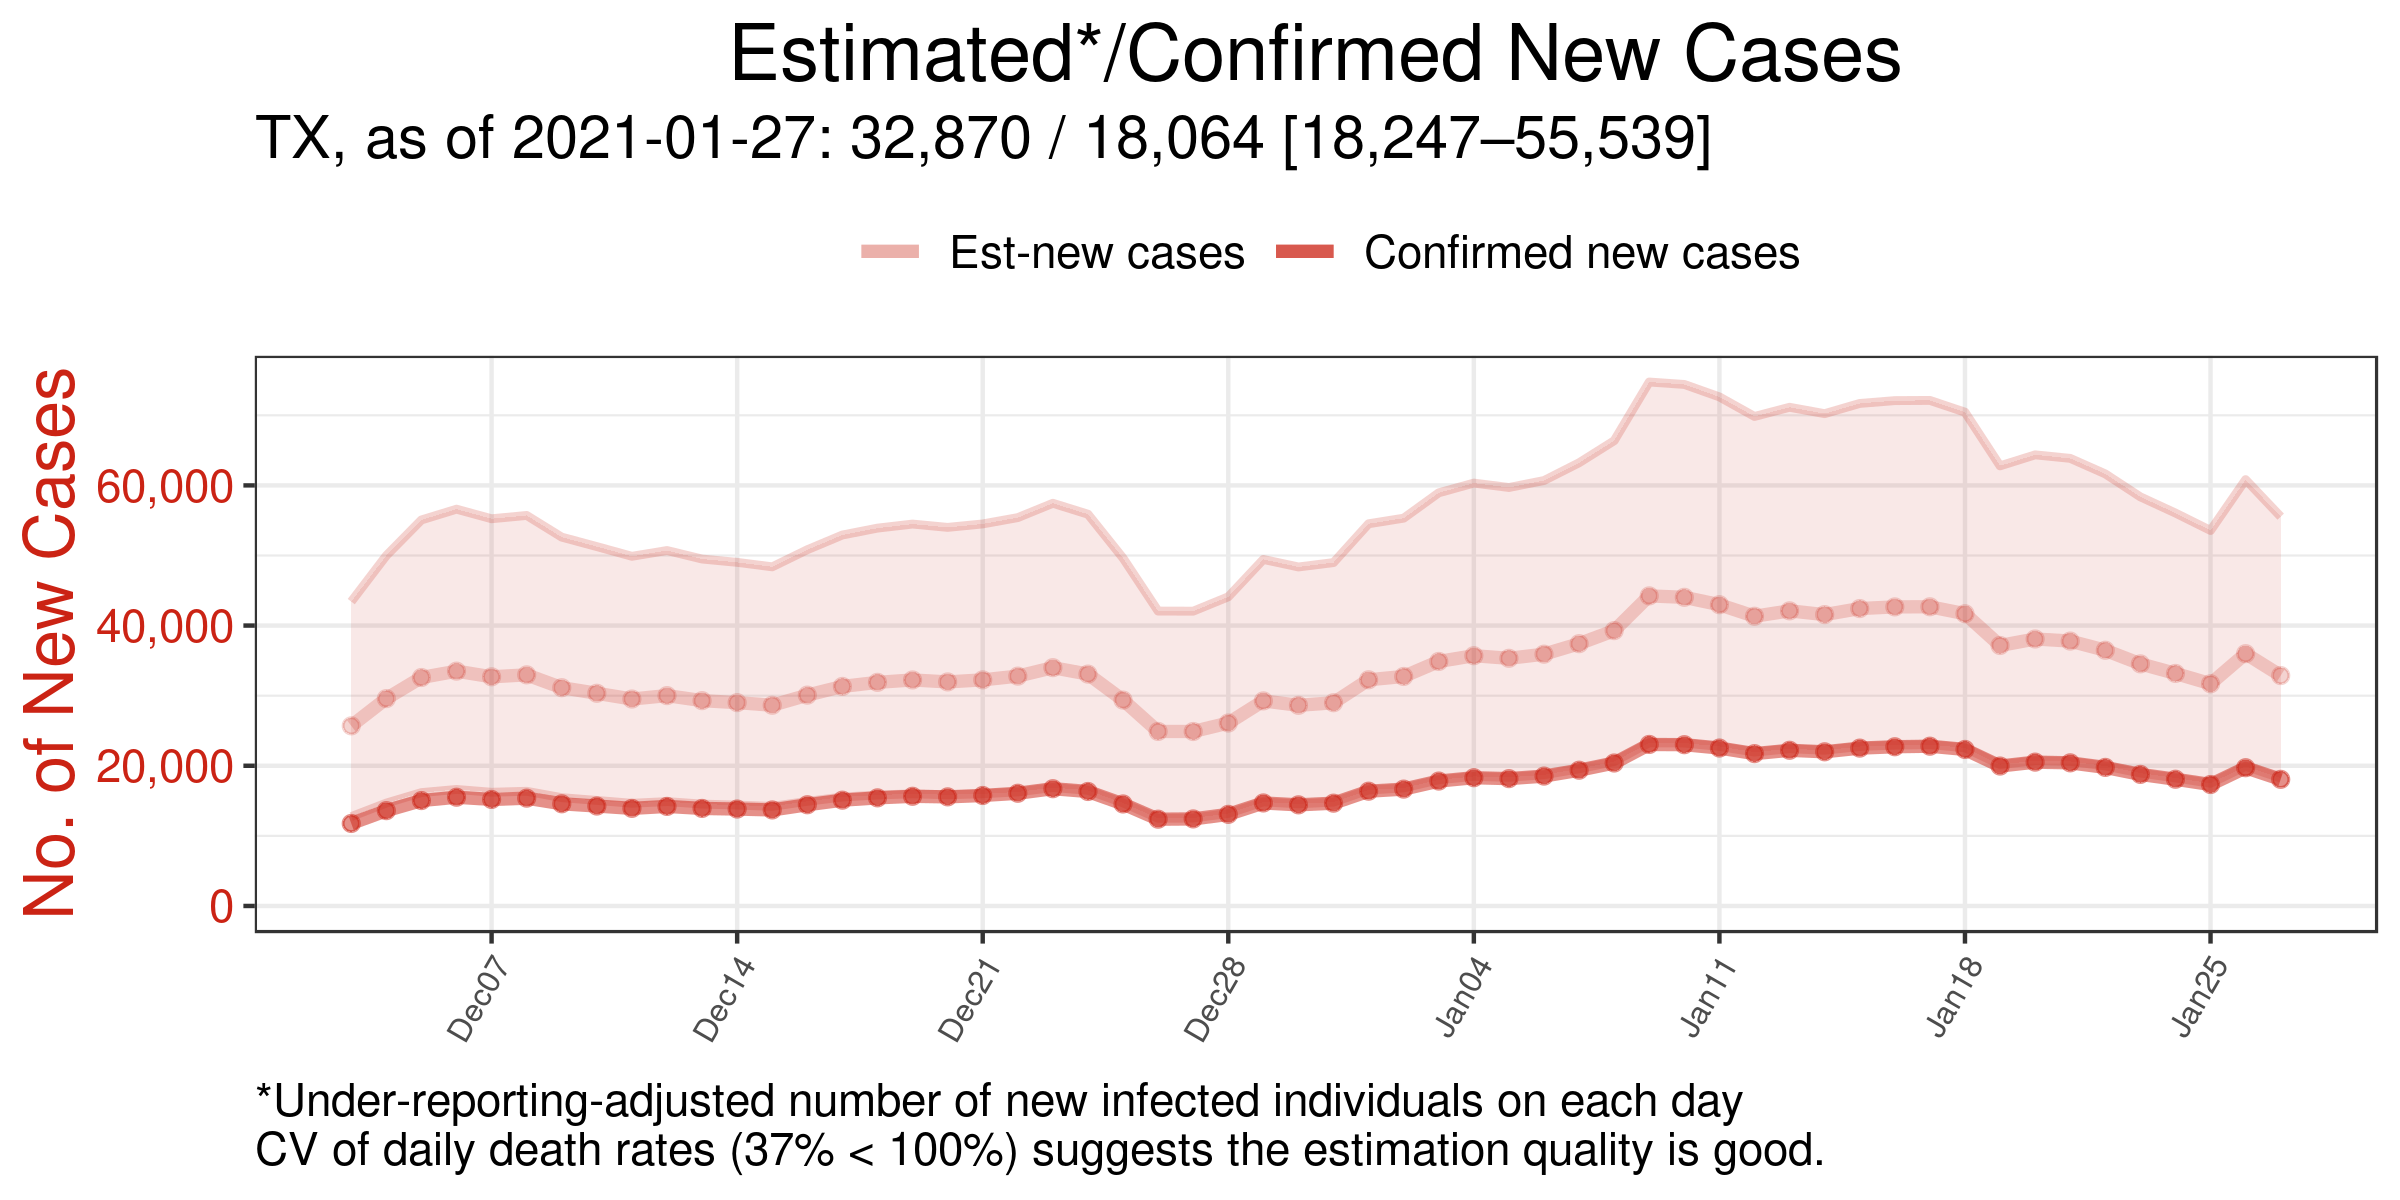 Estimated*/Confirmed New Cases
TX, as of 2021-01-27: 32,870 / 18,064 [18,247–55,539]
Est-new cases Confirmed new cases
No. of New Cases
60,000
40,000
20,000
0
Dec07 Dec14 Dec21 Dec28 Jan04 Jan11 Jan18 Jan25
*Under-reporting-adjusted number of new infected individuals on each day
CV of daily death rates (37% < 100%) suggests the estimation quality is good.